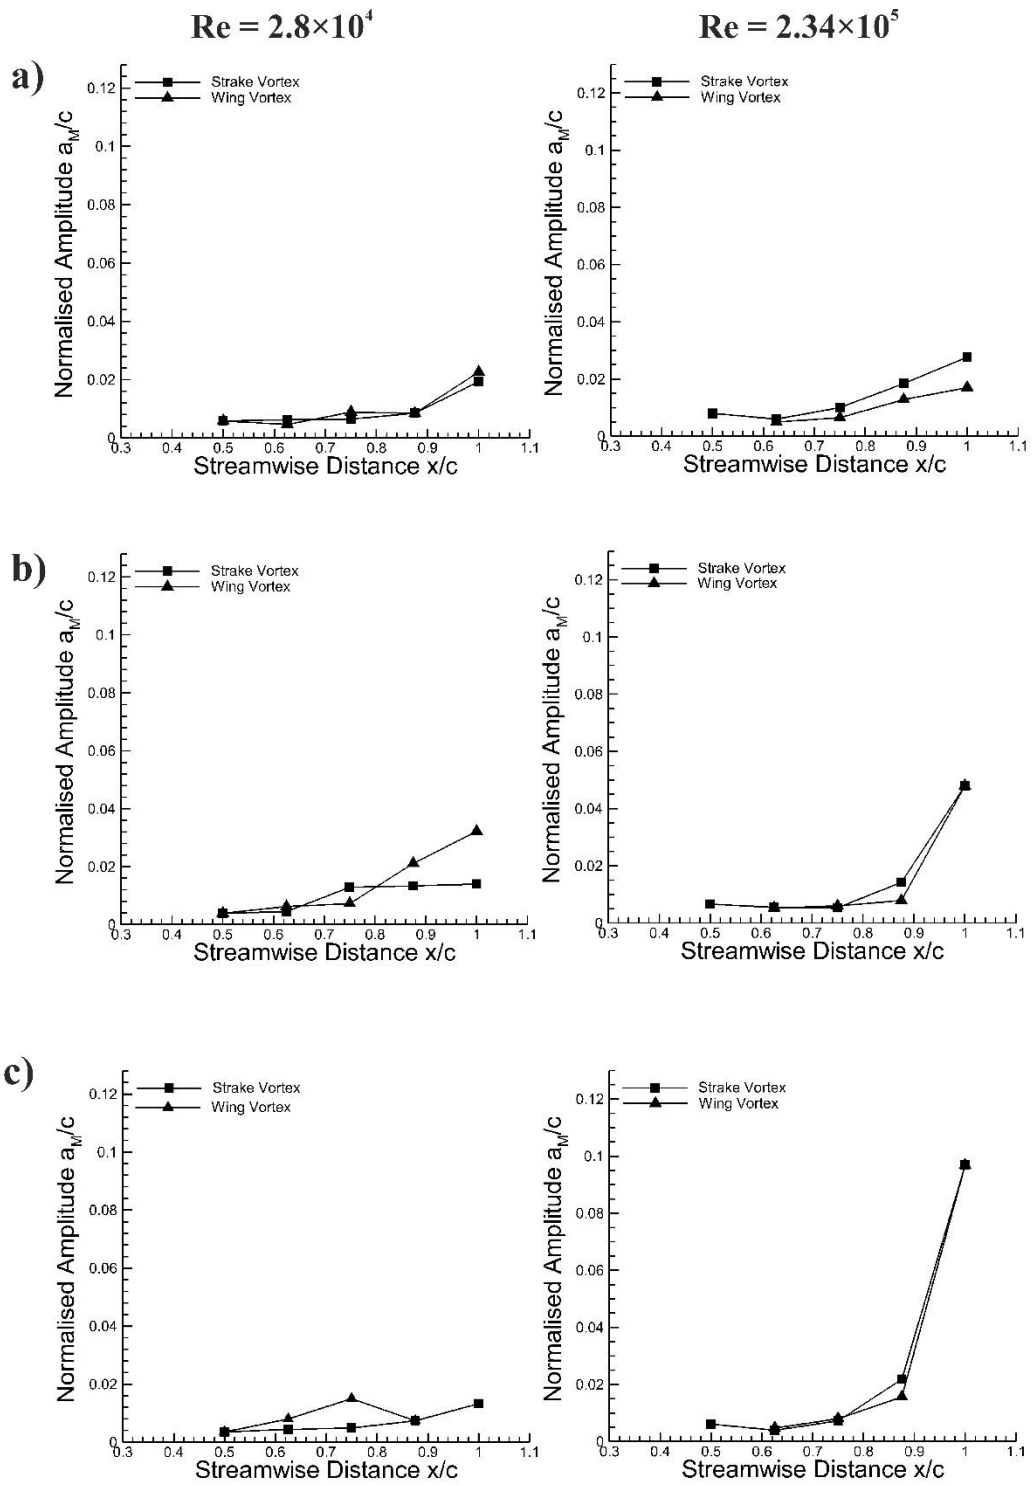 Re = 2.8×10⁴
Re = 2.34×10⁵
a)
Strake Vortex
Wing Vortex
Normalised Amplitude a_M/c
0.12
0.1
0.08
0.06
0.04
0.02
0
0.3 0.4 0.5 0.6 0.7 0.8 0.9 1 1.1
Streamwise Distance x/c
Strake Vortex
Wing Vortex
Normalised Amplitude a_M/c
0.12
0.1
0.08
0.06
0.04
0.02
0
0.3 0.4 0.5 0.6 0.7 0.8 0.9 1 1.1
Streamwise Distance x/c
b)
Strake Vortex
Wing Vortex
Normalised Amplitude a_M/c
0.12
0.1
0.08
0.06
0.04
0.02
0
0.3 0.4 0.5 0.6 0.7 0.8 0.9 1 1.1
Streamwise Distance x/c
Strake Vortex
Wing Vortex
Normalised Amplitude a_M/c
0.12
0.1
0.08
0.06
0.04
0.02
0
0.3 0.4 0.5 0.6 0.7 0.8 0.9 1 1.1
Streamwise Distance x/c
c)
Strake Vortex
Wing Vortex
Normalised Amplitude a_M/c
0.12
0.1
0.08
0.06
0.04
0.02
0
0.3 0.4 0.5 0.6 0.7 0.8 0.9 1 1.1
Streamwise Distance x/c
Strake Vortex
Wing Vortex
Normalised Amplitude a_M/c
0.12
0.1
0.08
0.06
0.04
0.02
0
0.3 0.4 0.5 0.6 0.7 0.8 0.9 1 1.1
Streamwise Distance x/c